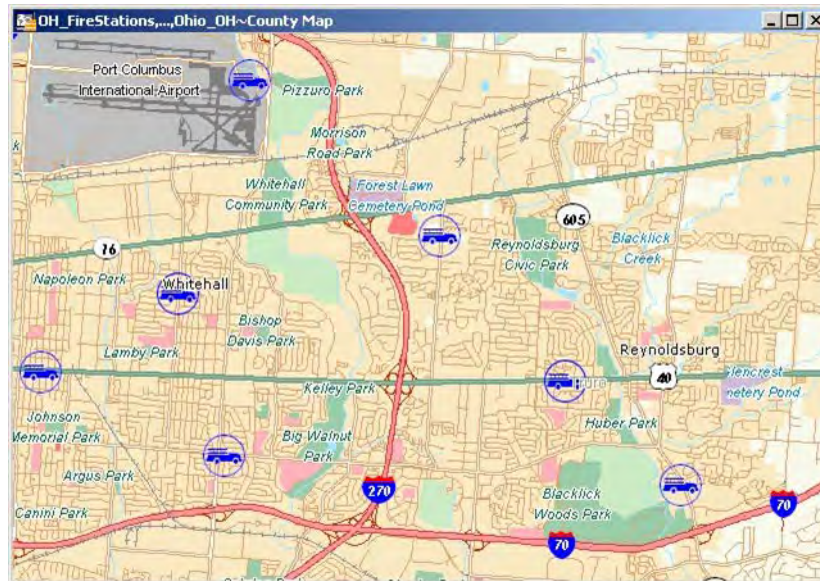 OH_FireStations,...,Ohio_OH~County Map
Port Columbus
International Airport
Pizzuro Park
Morrison
Road Park
Whitehall
Community Park
Forest Lawn
Cemetery Pond
605
16
Reynoldsburg
Civic Park
Blacklick
Creek
Napoleon Park
Whitehall
Bishop
Davis Park
Lamby Park
Reynoldsburg
Kelley Park
40
Glencrest
metery Pond
Johnson
Memorial Park
Big Walnut
Park
Huber Park
Argus Park
270
Blacklick
Woods Park
Canini Park
70
70